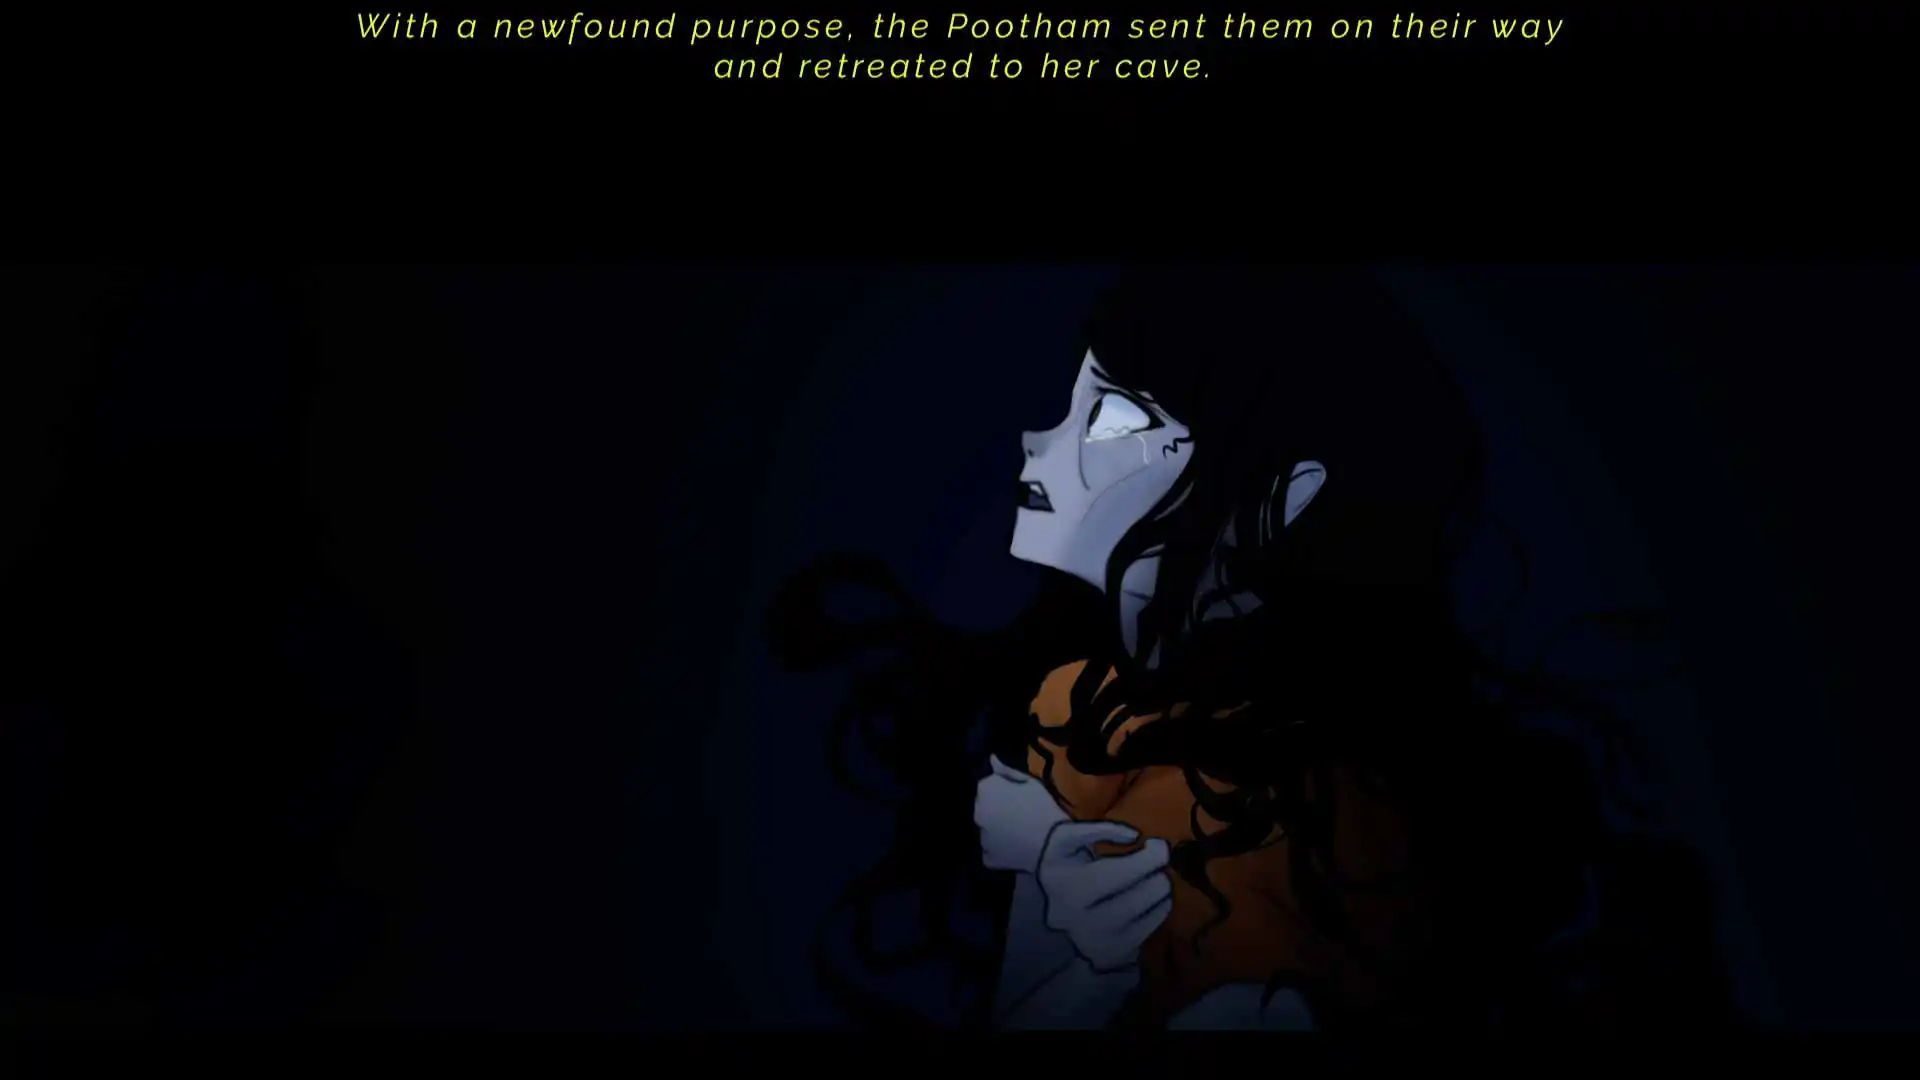 With a newfound purpose, the Pootham sent them on their way
and retreated to her cave.